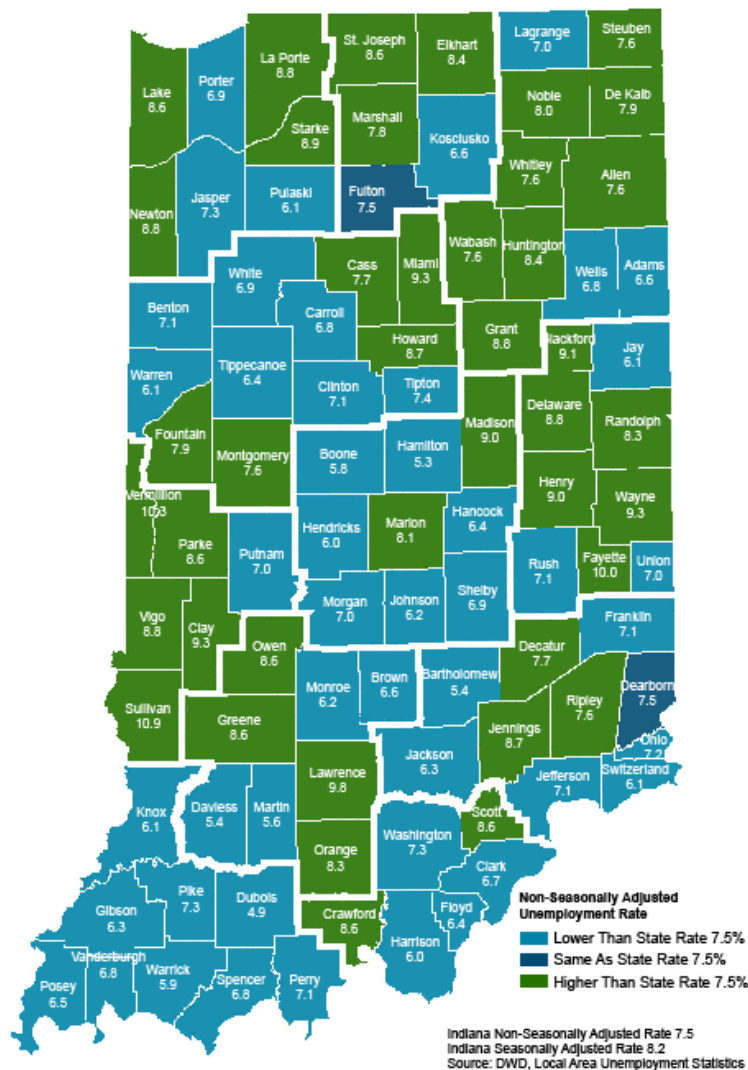 Lake
8.6
Porter
6.9
La Porte
8.8
St. Joseph
8.6
Elkhart
8.4
Lagrange
7.0
Steuben
7.6
Starke
8.9
Marshall
7.8
Kosciusko
6.6
Noble
8.0
De Kalb
7.9
Newton
8.8
Jasper
7.3
Pulaski
6.1
Fulton
7.5
Whitley
7.6
Allen
7.6
White
6.9
Cass
7.7
Miami
9.3
Wabash
7.6
Huntington
8.4
Wells
6.8
Adams
6.6
Benton
7.1
Carroll
6.8
Howard
8.7
Grant
8.8
Blackford
9.1
Jay
6.1
Warren
6.1
Tippecanoe
6.4
Clinton
7.1
Tipton
7.4
Madison
9.0
Delaware
8.8
Randolph
8.3
Fountain
7.9
Montgomery
7.6
Boone
5.8
Hamilton
5.3
Henry
9.0
Wayne
9.3
Vermillion
10.3
Parke
8.6
Putnam
7.0
Hendricks
6.0
Marion
8.1
Hancock
6.4
Rush
7.1
Fayette
10.0
Union
7.0
Vigo
8.8
Clay
9.3
Owen
8.6
Morgan
7.0
Johnson
6.2
Shelby
6.9
Franklin
7.1
Decatur
7.7
Sullivan
10.9
Greene
8.6
Monroe
6.2
Brown
6.6
Bartholomew
5.4
Ripley
7.6
Dearborn
7.5
Jennings
8.7
Ohio
7.2
Jackson
6.3
Lawrence
9.8
Jefferson
7.1
Switzerland
6.1
Knox
6.1
Daviess
5.4
Martin
5.6
Orange
8.3
Washington
7.3
Scott
8.6
Clark
6.7
Gibson
6.3
Pike
7.3
Dubois
4.9
Crawford
8.6
Harrison
6.0
Floyd
6.4
Posey
6.5
Vanderburgh
6.8
Warrick
5.9
Spencer
6.8
Perry
7.1
Non-Seasonally Adjusted
Unemployment Rate
Lower Than State Rate 7.5%
Same As State Rate 7.5%
Higher Than State Rate 7.5%
Indiana Non-Seasonally Adjusted Rate 7.5
Indiana Seasonally Adjusted Rate 8.2
Source: DWD, Local Area Unemployment Statistics